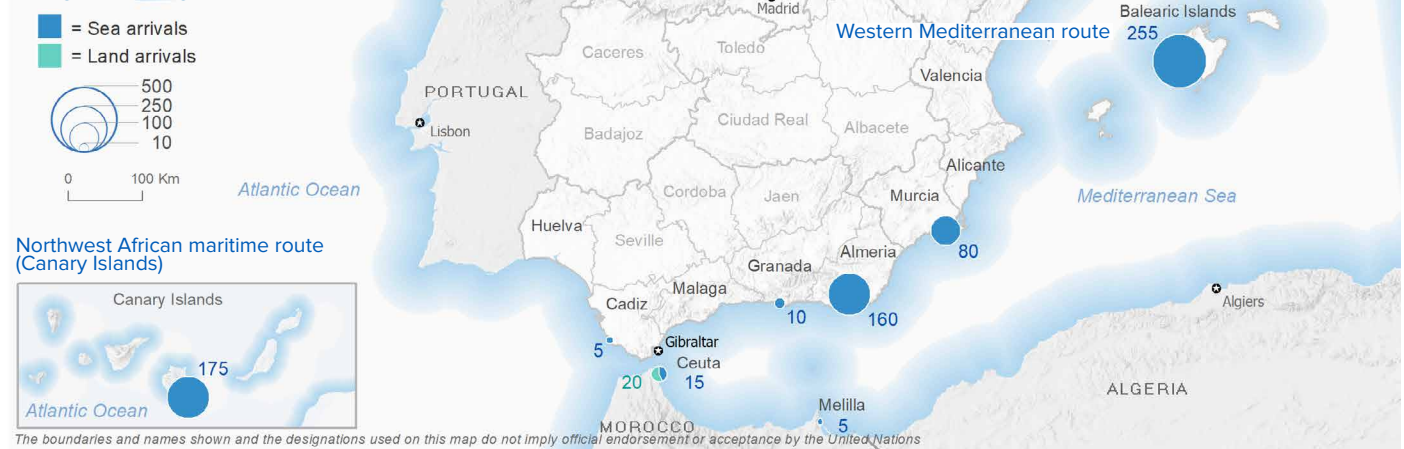 = Sea arrivals
= Land arrivals
500
250
100
10
0 100 Km
Madrid
Western Mediterranean route
Balearic Islands
255
Caceres
Toledo
Valencia
PORTUGAL
Lisbon
Badajoz
Ciudad Real
Albacete
Alicante
Atlantic Ocean
Cordoba
Jaen
Murcia
Mediterranean Sea
Huelva
Seville
Almeria
80
Granada
Malaga
Cadiz
10
160
Algiers
5
Gibraltar
Ceuta
20
15
ALGERIA
Melilla
5
MOROCCO
Northwest African maritime route
(Canary Islands)
Canary Islands
175
Atlantic Ocean
The boundaries and names shown and the designations used on this map do not imply official endorsement or acceptance by the United Nations